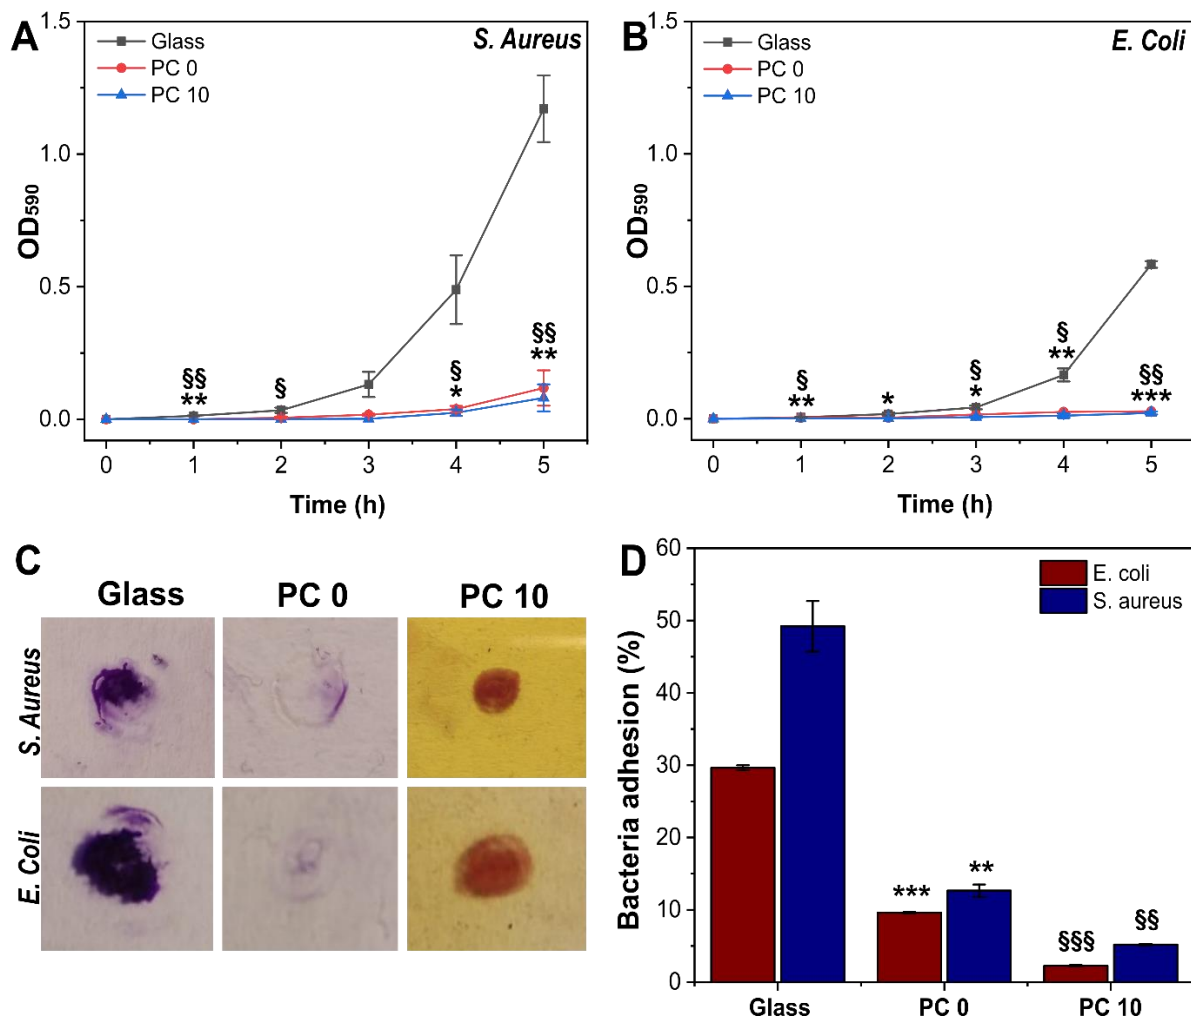 A
1.5
1.0
0.5
0.0
OD590
Glass
PC 0
PC 10
S. Aureus
§§
**
§
§
*
§§
**
0 1 2 3 4 5
Time (h)
B
1.5
1.0
0.5
0.0
OD590
Glass
PC 0
PC 10
E. Coli
§
**
*
§
*
§
**
§§
***
0 1 2 3 4 5
Time (h)
C
Glass PC 0 PC 10
S. Aureus
E. Coli
D
60
50
40
30
20
10
0
Bacteria adhesion (%)
E. coli
S. aureus
*** **
§§§ §§
Glass PC 0 PC 10